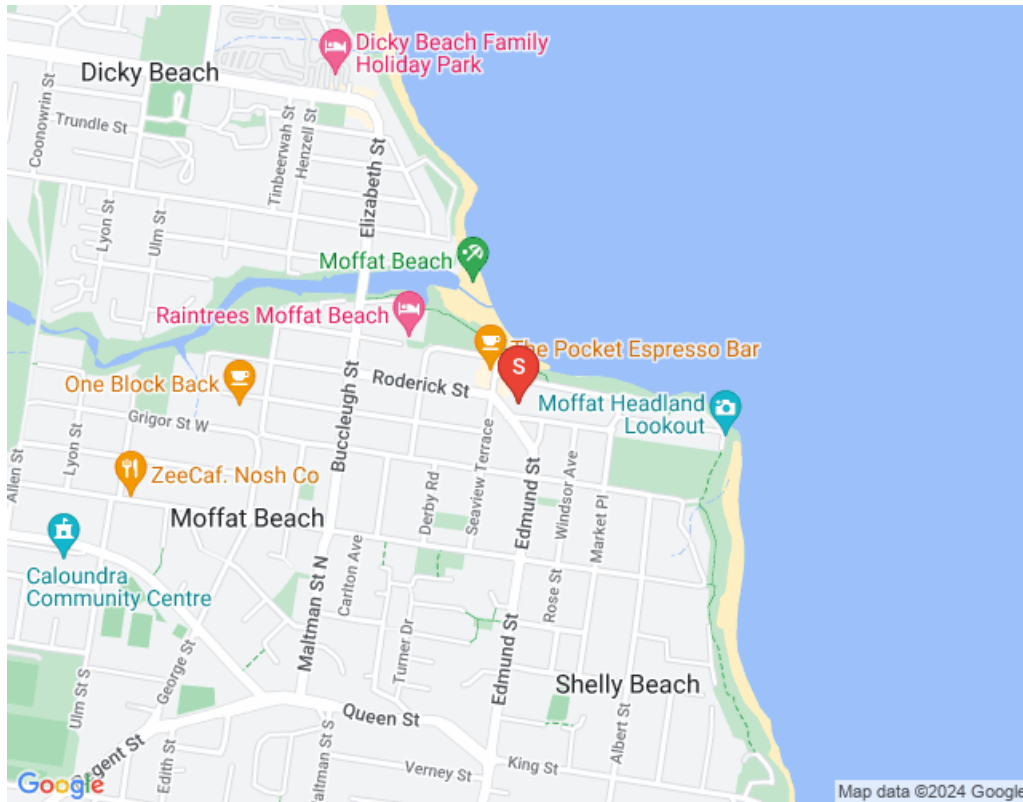 Dicky Beach Family
Holiday Park
Dicky Beach
Coonowrin St
Trundle St
Tinbeerwah St
Henzell St
Elizabeth St
Lyon St
Ulm St
Moffat Beach
Raintrees Moffat Beach
The Pocket Espresso Bar
S
One Block Back
Roderick St
Moffat Headland
Lookout
Grigor St W
Buccleugh St
Seaview Terrace
Lyon St
Allen St
ZeeCaf. Nosh Co
Derby Rd
Edmund St
Windsor Ave
Market Pl
Moffat Beach
Caloundra
Community Centre
Carlton Ave
Maltman St N
Rose St
Turner Dr
George St
Edmund St
Shelly Beach
Ulm St S
Queen St
Albert St
Edith St
Maltman St S
Verney St
King St
Google
Map data ©2024 Google